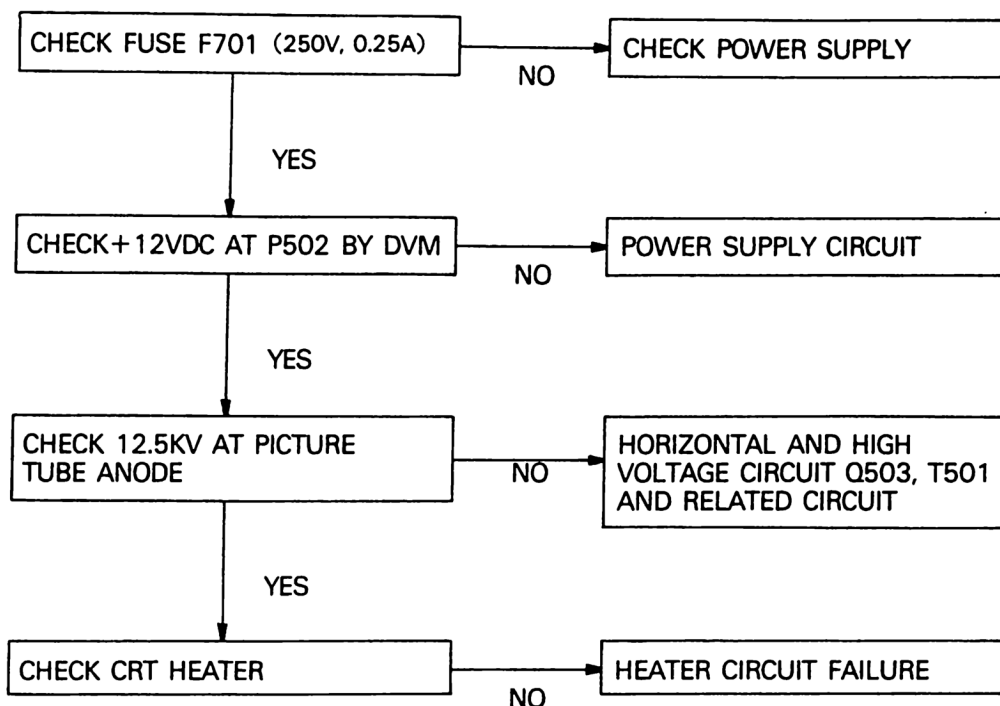 CHECK FUSE F701 (250V, 0.25A)
CHECK POWER SUPPLY
NO
YES
CHECK+12VDC AT P502 BY DVM
POWER SUPPLY CIRCUIT
NO
YES
CHECK 12.5KV AT PICTURE
TUBE ANODE
HORIZONTAL AND HIGH
VOLTAGE CIRCUIT Q503, T501
AND RELATED CIRCUIT
NO
YES
CHECK CRT HEATER
HEATER CIRCUIT FAILURE
NO